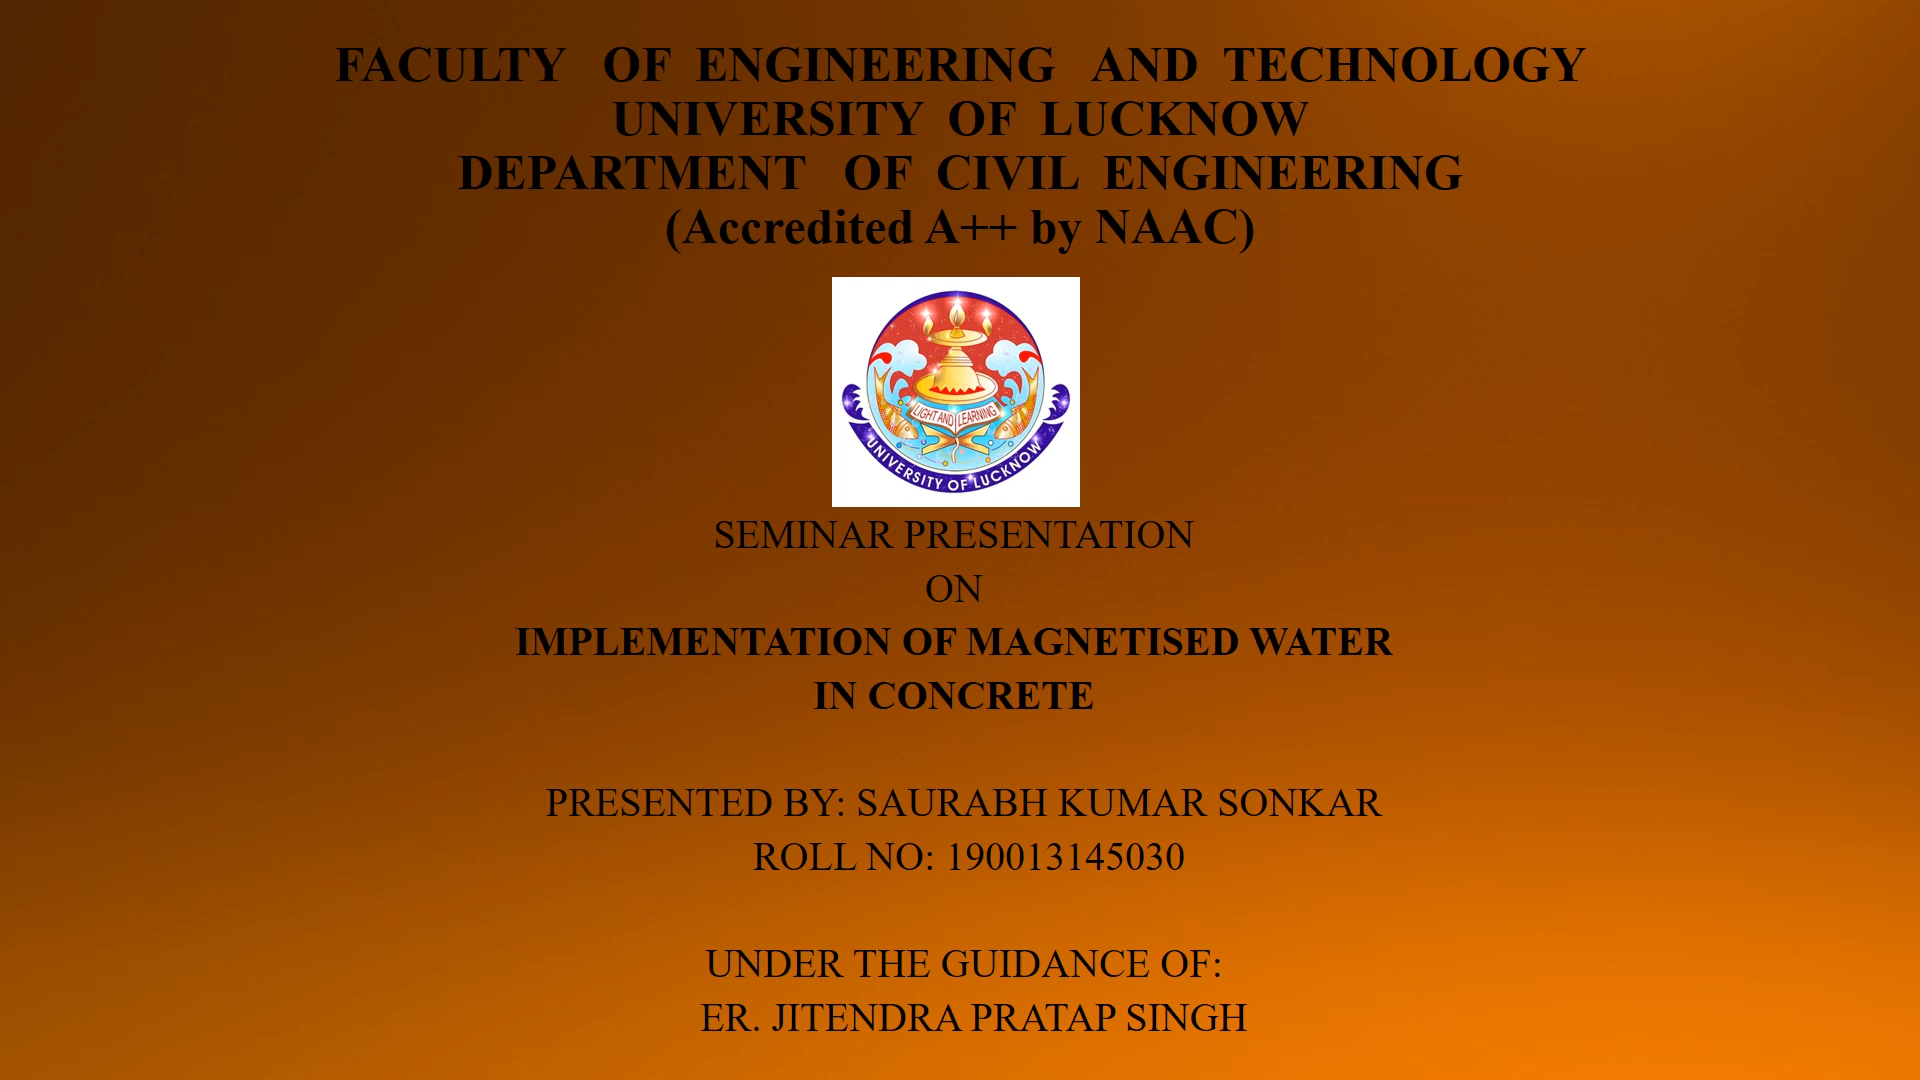 FACULTY OF ENGINEERING AND TECHNOLOGY
UNIVERSITY OF LUCKNOW
DEPARTMENT OF CIVIL ENGINEERING
(Accredited A++ by NAAC)
LIGHT AND LEARNING
UNIVERSITY OF LUCKNOW
SEMINAR PRESENTATION
ON
IMPLEMENTATION OF MAGNETISED WATER
IN CONCRETE
PRESENTED BY: SAURABH KUMAR SONKAR
ROLL NO: 190013145030
UNDER THE GUIDANCE OF:
ER. JITENDRA PRATAP SINGH